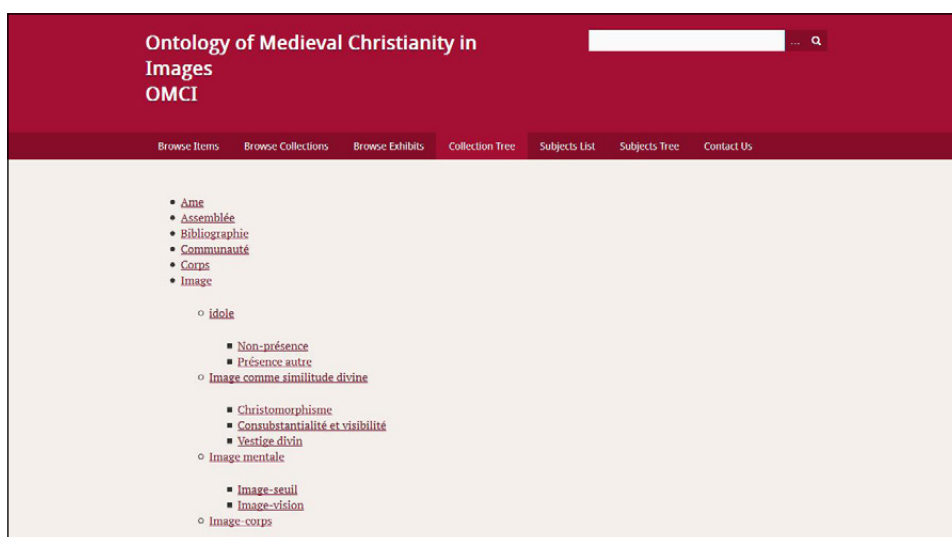 Ontology of Medieval Christianity in
Images
OMCI
...
Browse Items Browse Collections Browse Exhibits Collection Tree Subjects List Subjects Tree Contact Us
Ame
Assemblée
Bibliographie
Communauté
Corps
Image
idole
Non-présence
Présence autre
Image comme similitude divine
Christomorphisme
Consubstantialité et visibilité
Vestige divin
Image mentale
Image-seuil
Image-vision
Image-corps